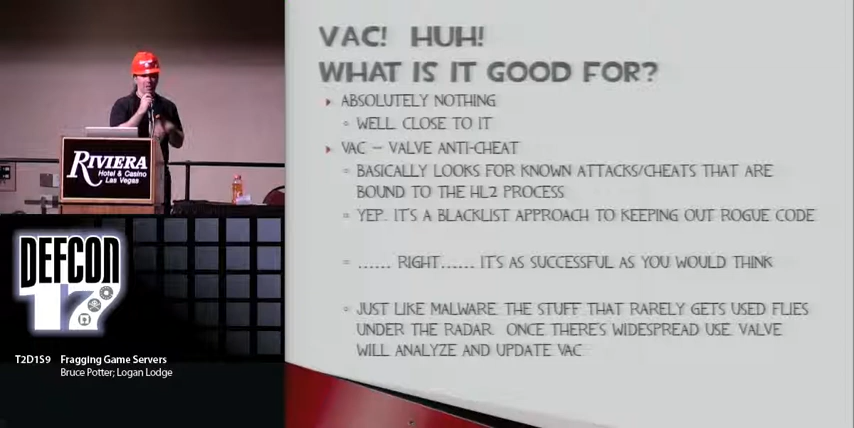 VAC! HUH!
WHAT IS IT GOOD FOR?
ABSOLUTELY NOTHING
WELL CLOSE TO IT
VAC – VALVE ANTI-CHEAT
BASICALLY LOOKS FOR KNOWN ATTACKS/CHEATS THAT ARE
BOUND TO THE HL2 PROCESS
YEP. IT'S A BLACKLIST APPROACH TO KEEPING OUT ROGUE CODE
...... RIGHT...... IT'S AS SUCCESSFUL AS YOU WOULD THINK
JUST LIKE MALWARE. THE STUFF THAT RARELY GETS USED FLIES
UNDER THE RADAR. ONCE THERE'S WIDESPREAD USE. VALVE
WILL ANALYZE AND UPDATE VAC
RIVIERA
Hotel & Casino
Las Vegas
DEFCON
17
T2D1S9 Fragging Game Servers
Bruce Potter; Logan Lodge